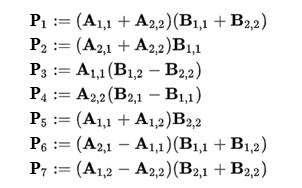 P₁ := (A₁,₁ + A₂,₂)(B₁,₁ + B₂,₂)
P₂ := (A₂,₁ + A₂,₂)B₁,₁
P₃ := A₁,₁(B₁,₂ − B₂,₂)
P₄ := A₂,₂(B₂,₁ − B₁,₁)
P₅ := (A₁,₁ + A₁,₂)B₂,₂
P₆ := (A₂,₁ − A₁,₁)(B₁,₁ + B₁,₂)
P₇ := (A₁,₂ − A₂,₂)(B₂,₁ + B₂,₂)